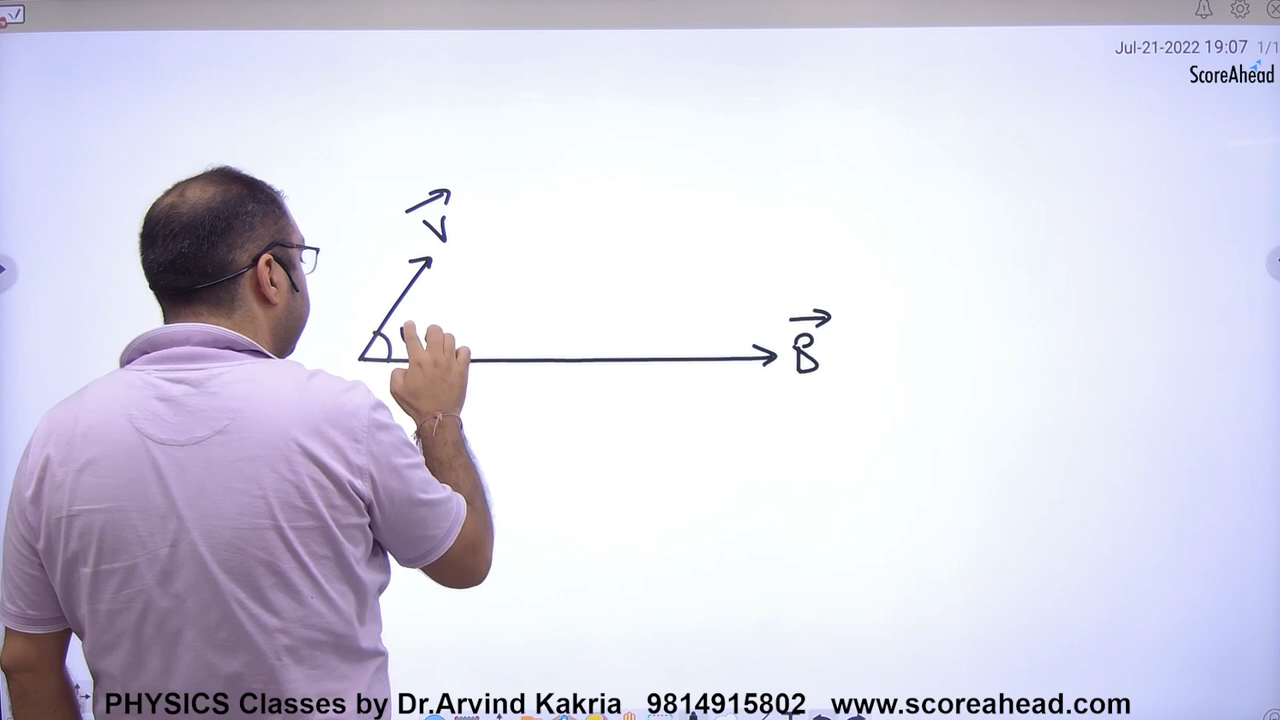 Jul-21-2022 19:07 1/1
ScoreAhead
V
B
PHYSICS Classes by Dr.Arvind Kakria 9814915802 www.scoreahead.com